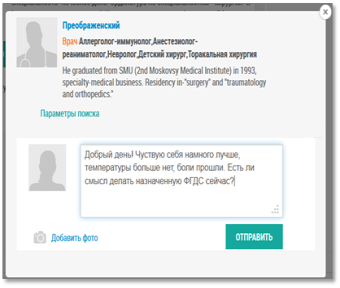 Преображенский
Врач Аллерголог-иммунолог,Анестезиолог-
реаниматолог,Невролог,Детский хирург,Торакальная хирургия
He graduated from SMU (2nd Moskovsy Medical Institute) in 1993,
specialty-medical business. Residency in-"surgery" and "traumatology
and orthopedics."
Параметры поиска
Добрый день! Чуствую себя намного лучше,
температуры больше нет, боли прошли. Есть ли
смысл делать назначенную ФГДС сейчас?
Добавить фото
ОТПРАВИТЬ